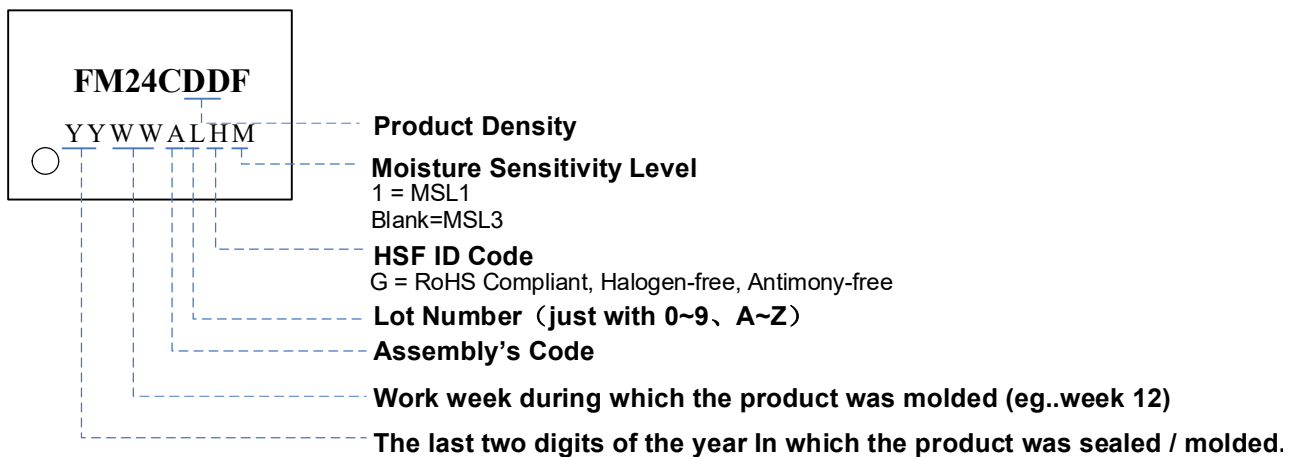 FM24CDDF
YYWWALHM
Product Density
Moisture Sensitivity Level
1 = MSL1
Blank=MSL3
HSF ID Code
G = RoHS Compliant, Halogen-free, Antimony-free
Lot Number（just with 0~9、A~Z）
Assembly’s Code
Work week during which the product was molded (eg..week 12)
The last two digits of the year In which the product was sealed / molded.